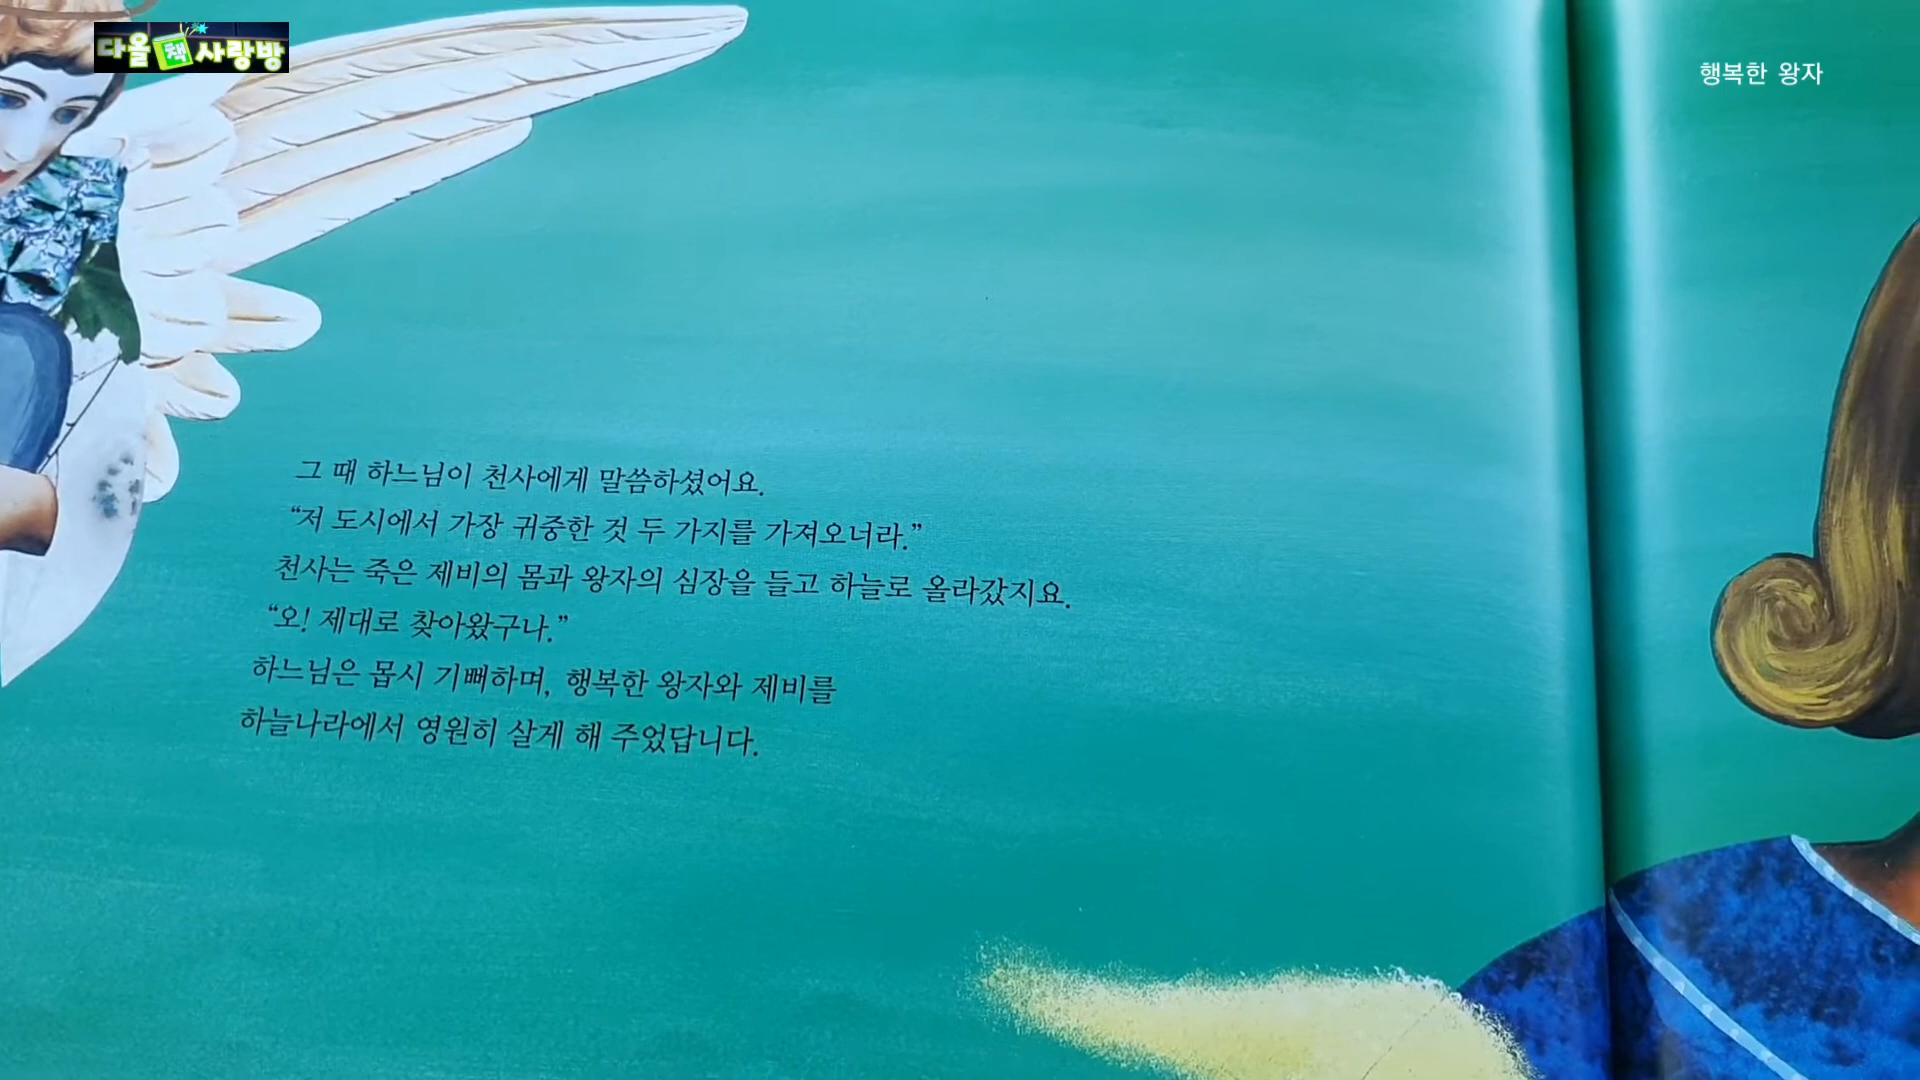 다올 책 사랑방
행복한 왕자
그 때 하느님이 천사에게 말씀하셨어요.
“저 도시에서 가장 귀중한 것 두 가지를 가져오너라.”
천사는 죽은 제비의 몸과 왕자의 심장을 들고 하늘로 올라갔지요.
“오! 제대로 찾아왔구나.”
하느님은 몹시 기뻐하며, 행복한 왕자와 제비를
하늘나라에서 영원히 살게 해 주었답니다.